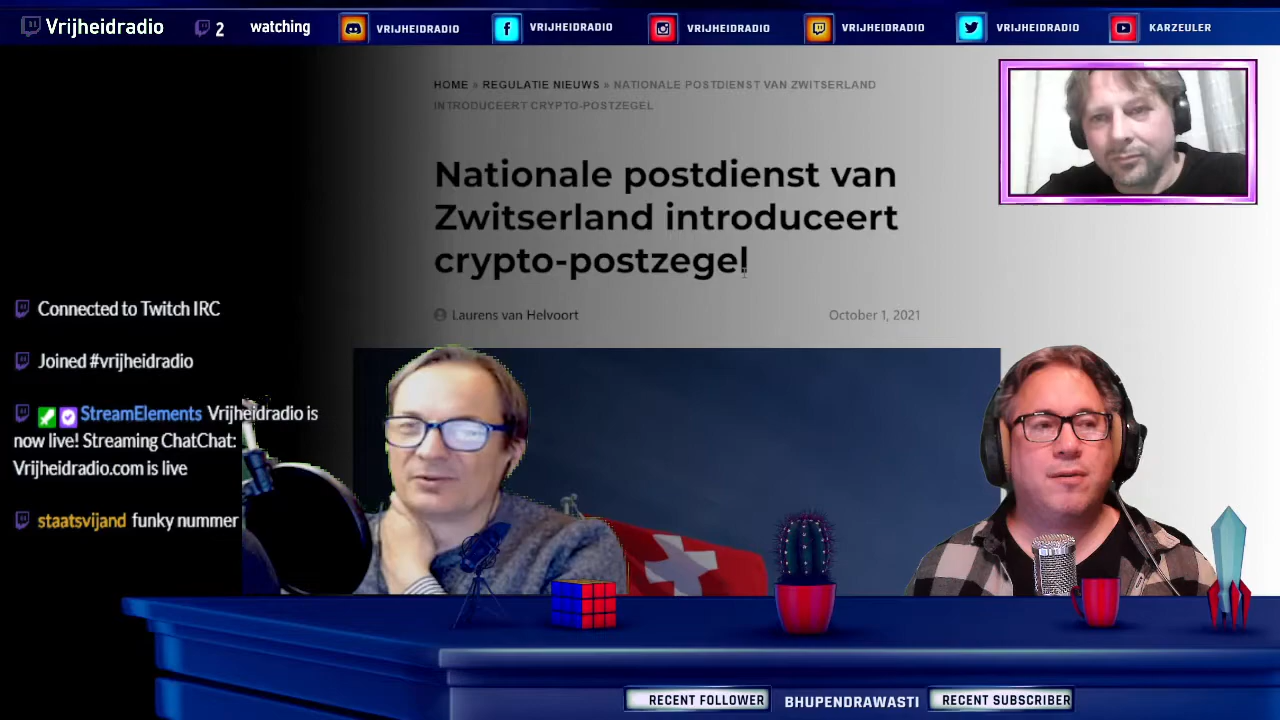 Vrijheidradio
2
watching
VRIJHEIDRADIO
VRIJHEIDRADIO
VRIJHEIDRADIO
VRIJHEIDRADIO
VRIJHEIDRADIO
KARZEULER
HOME » REGULATIE NIEUWS » NATIONALE POSTDIENST VAN ZWITSERLAND
INTRODUCEERT CRYPTO-POSTZEGEL
Nationale postdienst van
Zwitserland introduceert
crypto-postzegel
Laurens van Helvoort
October 1, 2021
Connected to Twitch IRC
Joined #vrijheidradio
StreamElements Vrijheidradio is
now live! Streaming ChatChat:
Vrijheidradio.com is live
staatsvijand funky nummer
RECENT FOLLOWER
BHUPENDRAWASTI
RECENT SUBSCRIBER